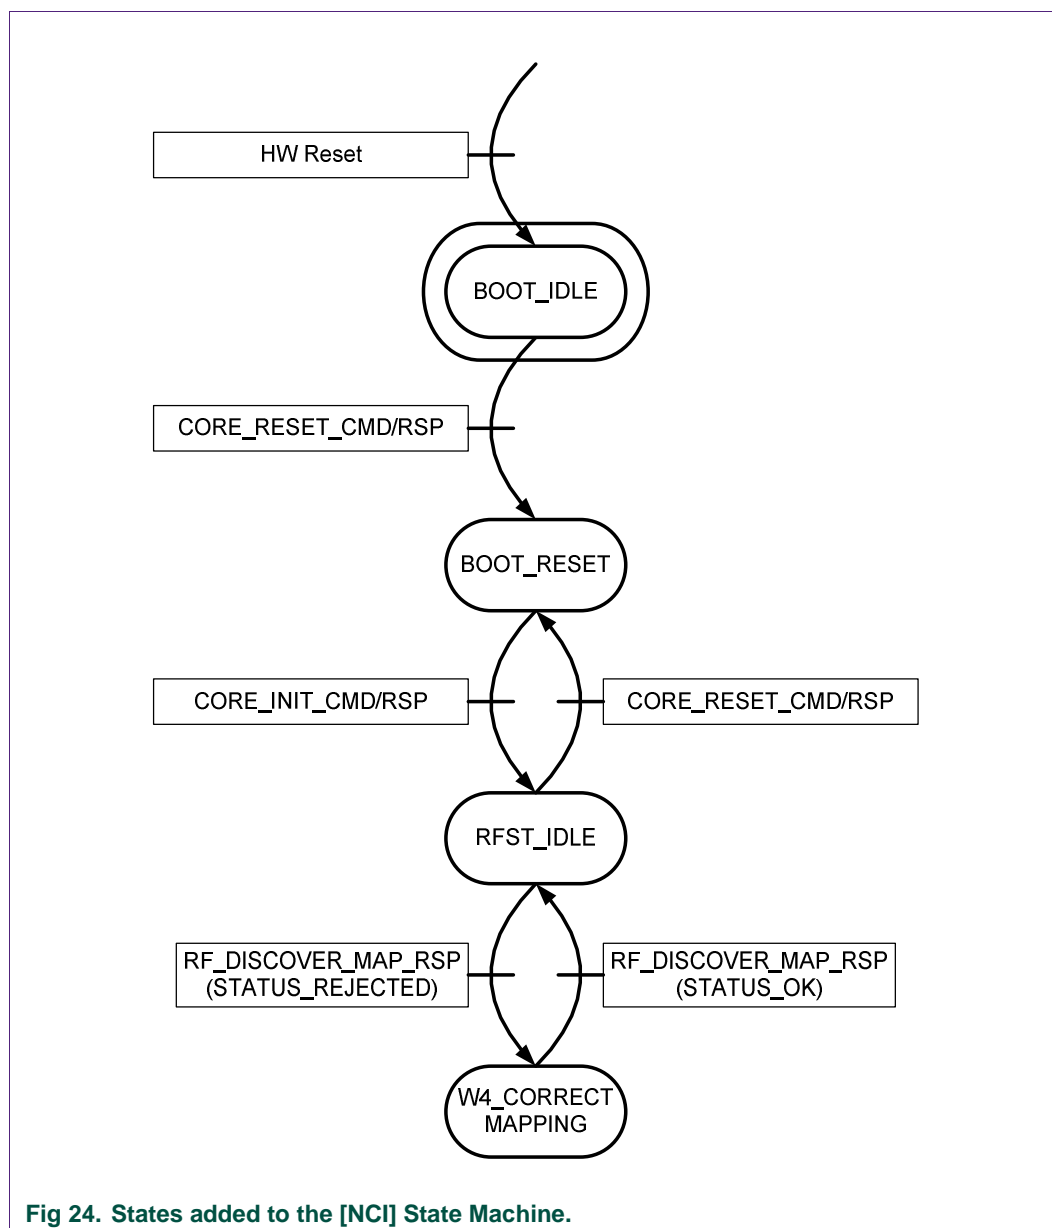 HW Reset
BOOT_IDLE
CORE_RESET_CMD/RSP
BOOT_RESET
CORE_INIT_CMD/RSP
CORE_RESET_CMD/RSP
RFST_IDLE
RF_DISCOVER_MAP_RSP
(STATUS_REJECTED)
RF_DISCOVER_MAP_RSP
(STATUS_OK)
W4_CORRECT
MAPPING
Fig 24. States added to the [NCI] State Machine.